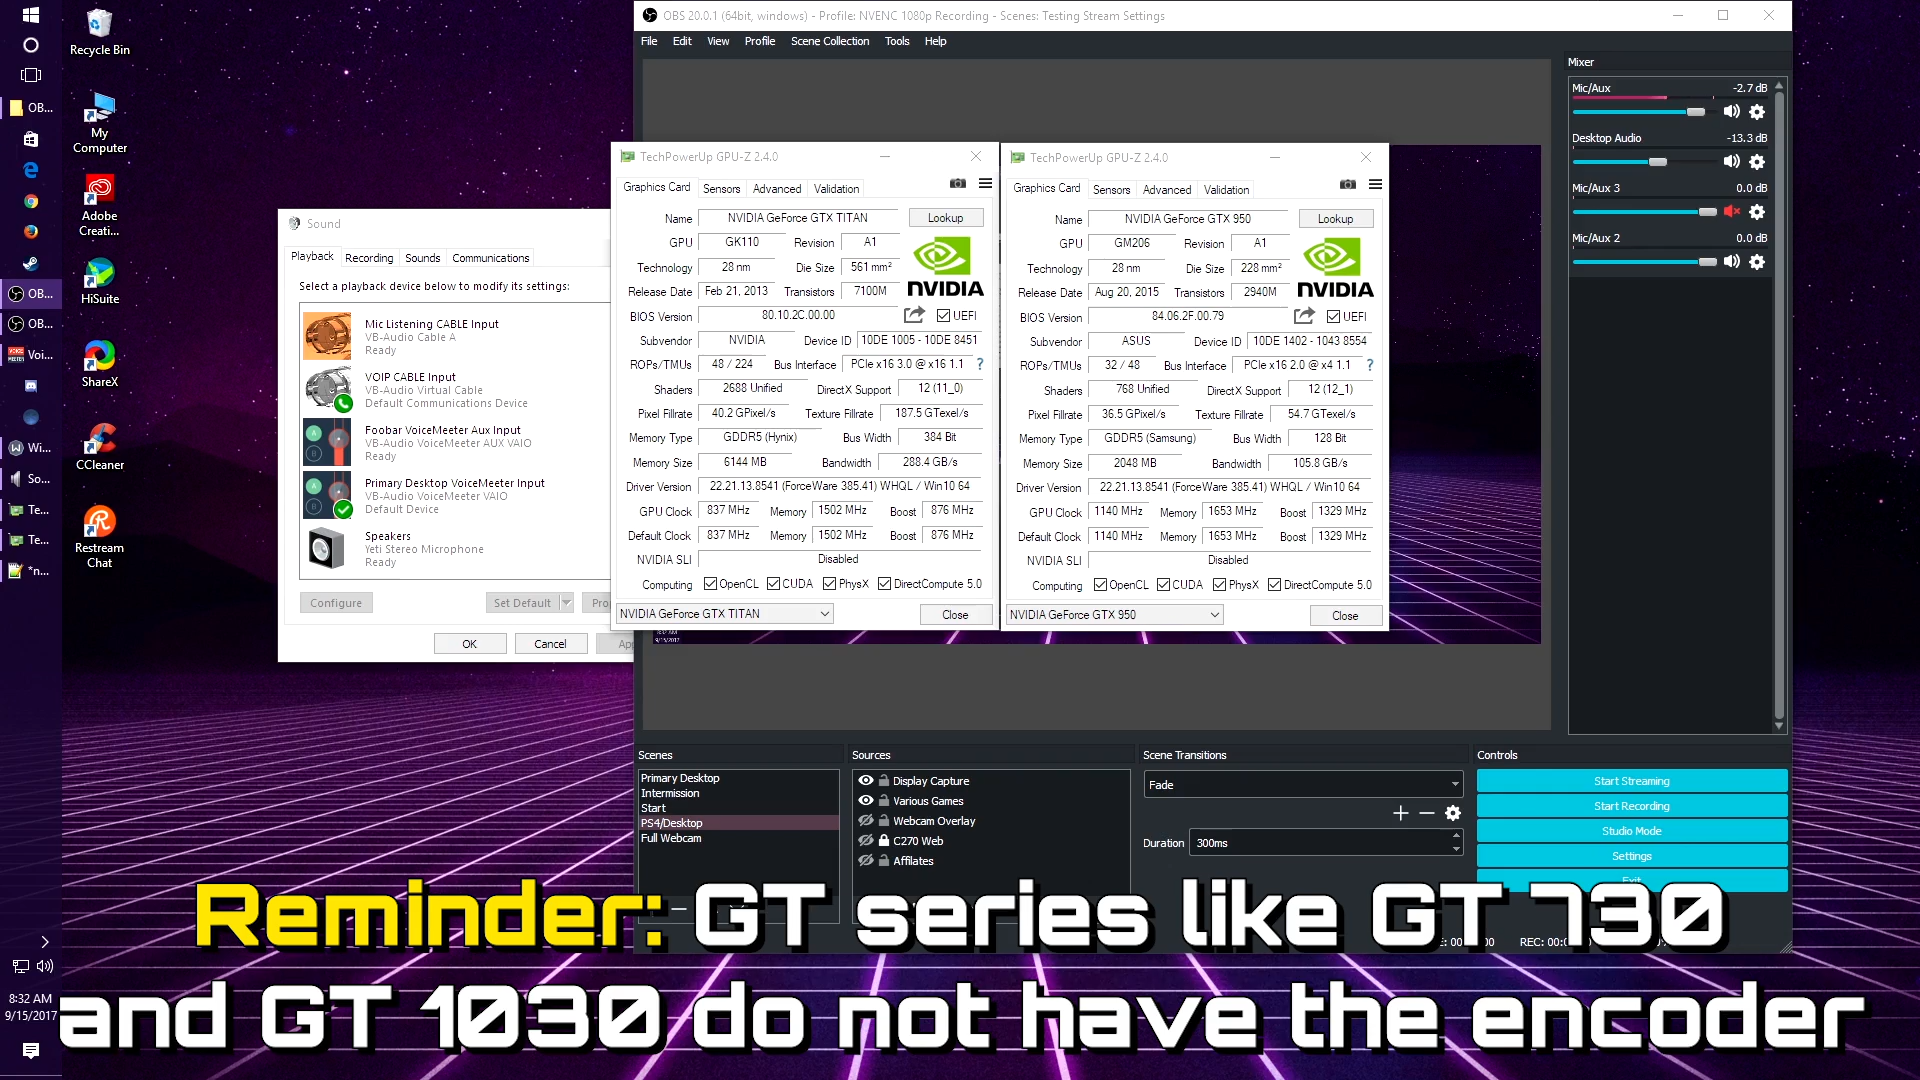 OBS 20.0.1 (64bit, windows) - Profile: NVENC 1080p Recording - Scenes: Testing Stream Settings
File Edit View Profile Scene Collection Tools Help
Recycle Bin
My
Computer
Adobe
Creati...
HiSuite
ShareX
CCleaner
Restream
Chat
OB...
OB...
OB...
Voi...
Wi...
So...
Te...
Te...
*n...
8:32 AM
9/15/2017
Sound
Playback Recording Sounds Communications
Select a playback device below to modify its settings:
Mic Listening CABLE Input
VB-Audio Cable A
Ready
VOIP CABLE Input
VB-Audio Virtual Cable
Default Communications Device
Foobar VoiceMeeter Aux Input
VB-Audio VoiceMeeter AUX VAIO
Ready
Primary Desktop VoiceMeeter Input
VB-Audio VoiceMeeter VAIO
Default Device
Speakers
Yeti Stereo Microphone
Ready
Configure Set Default Pro
OK Cancel App
TechPowerUp GPU-Z 2.4.0
Graphics Card Sensors Advanced Validation
Name NVIDIA GeForce GTX TITAN Lookup
GPU GK110 Revision A1
Technology 28 nm Die Size 561 mm²
Release Date Feb 21, 2013 Transistors 7100M
NVIDIA
BIOS Version 80.10.2C.00.00 UEFI
Subvendor NVIDIA Device ID 10DE 1005 - 10DE 8451
ROPs/TMUs 48 / 224 Bus Interface PCIe x16 3.0 @ x16 1.1 ?
Shaders 2688 Unified DirectX Support 12 (11_0)
Pixel Fillrate 40.2 GPixel/s Texture Fillrate 187.5 GTexel/s
Memory Type GDDR5 (Hynix) Bus Width 384 Bit
Memory Size 6144 MB Bandwidth 288.4 GB/s
Driver Version 22.21.13.8541 (ForceWare 385.41) WHQL / Win10 64
GPU Clock 837 MHz Memory 1502 MHz Boost 876 MHz
Default Clock 837 MHz Memory 1502 MHz Boost 876 MHz
NVIDIA SLI Disabled
Computing OpenCL CUDA PhysX DirectCompute 5.0
NVIDIA GeForce GTX TITAN Close
TechPowerUp GPU-Z 2.4.0
Graphics Card Sensors Advanced Validation
Name NVIDIA GeForce GTX 950 Lookup
GPU GM206 Revision A1
Technology 28 nm Die Size 228 mm²
Release Date Aug 20, 2015 Transistors 2940M
NVIDIA
BIOS Version 84.06.2F.00.79 UEFI
Subvendor ASUS Device ID 10DE 1402 - 1043 8554
ROPs/TMUs 32 / 48 Bus Interface PCIe x16 2.0 @ x4 1.1 ?
Shaders 768 Unified DirectX Support 12 (12_1)
Pixel Fillrate 36.5 GPixel/s Texture Fillrate 54.7 GTexel/s
Memory Type GDDR5 (Samsung) Bus Width 128 Bit
Memory Size 2048 MB Bandwidth 105.8 GB/s
Driver Version 22.21.13.8541 (ForceWare 385.41) WHQL / Win10 64
GPU Clock 1140 MHz Memory 1653 MHz Boost 1329 MHz
Default Clock 1140 MHz Memory 1653 MHz Boost 1329 MHz
NVIDIA SLI Disabled
Computing OpenCL CUDA PhysX DirectCompute 5.0
NVIDIA GeForce GTX 950 Close
8:32 AM
9/15/2017
Mixer
Mic/Aux -2.7 dB
Desktop Audio -13.3 dB
Mic/Aux 3 0.0 dB
Mic/Aux 2 0.0 dB
Scenes
Primary Desktop
Intermission
Start
PS4/Desktop
Full Webcam
Sources
Display Capture
Various Games
Webcam Overlay
C270 Web
Affilates
Scene Transitions
Fade
Duration 300ms
Controls
Start Streaming
Start Recording
Studio Mode
Settings
Exit
REC: 00:
Reminder: GT series like GT 730
and GT 1030 do not have the encoder